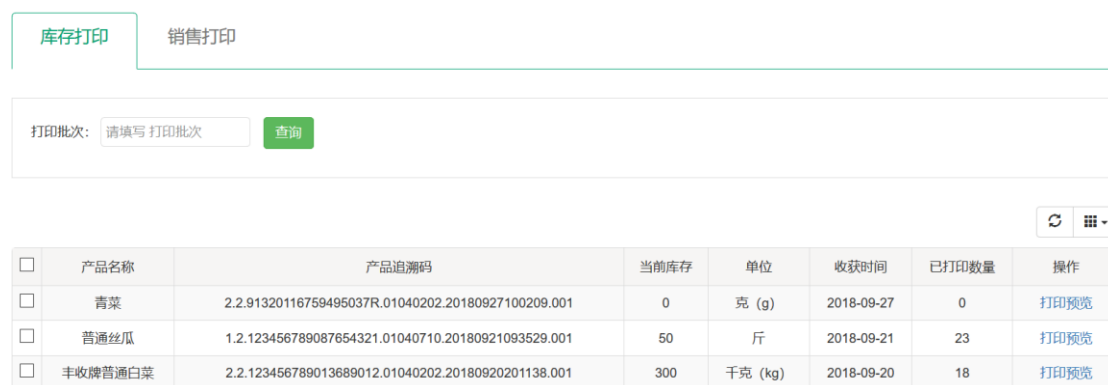 库存打印 销售打印
打印批次: 请填写 打印批次 查询
产品名称 产品追溯码 当前库存 单位 收获时间 已打印数量 操作
青菜 2.2.91320116759495037R.01040202.20180927100209.001 0 克 (g) 2018-09-27 0 打印预览
普通丝瓜 1.2.123456789087654321.01040710.20180921093529.001 50 斤 2018-09-21 23 打印预览
丰收牌普通白菜 2.2.123456789013689012.01040202.20180920201138.001 300 千克 (kg) 2018-09-20 18 打印预览